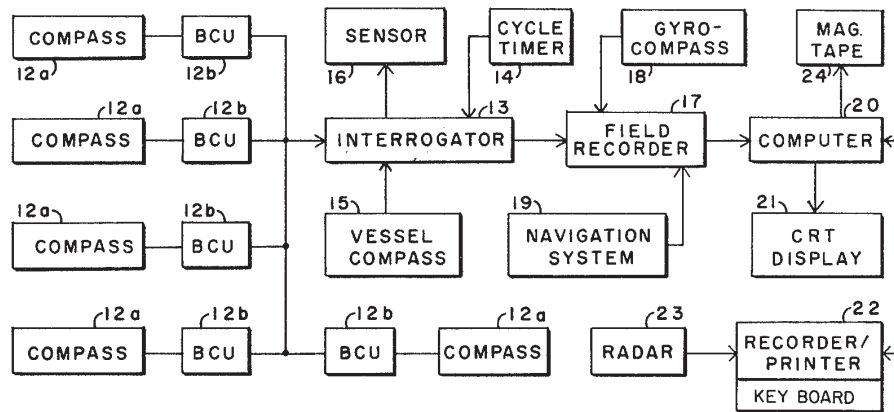 COMPASS
12a
BCU
12b
SENSOR
16
CYCLE
TIMER
14
GYRO-
COMPASS
18
MAG.
TAPE
24
12a
COMPASS
12b
BCU
13
INTERROGATOR
17
FIELD
RECORDER
20
COMPUTER
12a
COMPASS
12b
BCU
15
VESSEL
COMPASS
19
NAVIGATION
SYSTEM
21
CRT
DISPLAY
12a
COMPASS
12b
BCU
12b
BCU
12a
COMPASS
23
RADAR
22
RECORDER/
PRINTER
KEY BOARD